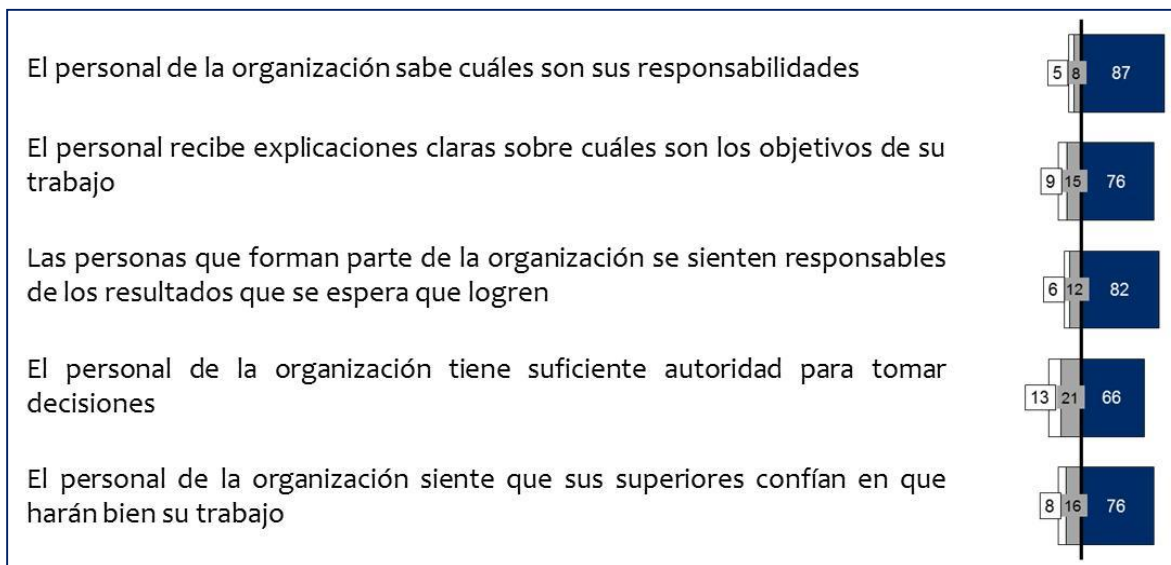 El personal de la organización sabe cuáles son sus responsabilidades
5 8 87
El personal recibe explicaciones claras sobre cuáles son los objetivos de su
trabajo
9 15 76
Las personas que forman parte de la organización se sienten responsables
de los resultados que se espera que logren
6 12 82
El personal de la organización tiene suficiente autoridad para tomar
decisiones
13 21 66
El personal de la organización siente que sus superiores confían en que
harán bien su trabajo
8 16 76